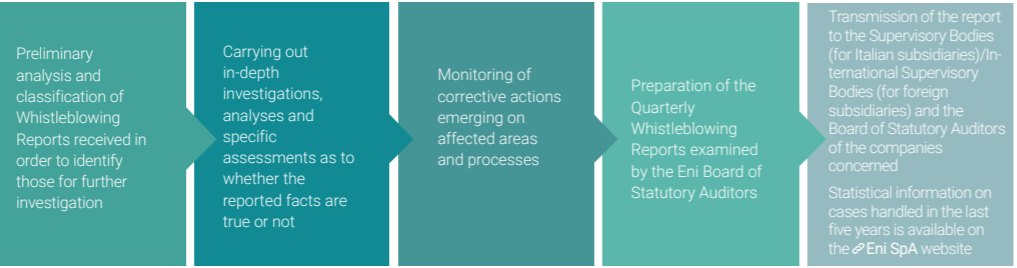 Preliminary
analysis and
classification of
Whistleblowing
Reports received in
order to identify
those for further
investigation
Carrying out
in-depth
investigations,
analyses and
specific
assessments as to
whether the
reported facts are
true or not
Monitoring of
corrective actions
emerging on
affected areas
and processes
Preparation of the
Quarterly
Whistleblowing
Reports examined
by the Eni Board of
Statutory Auditors
Transmission of the report
to the Supervisory Bodies
(for Italian subsidiaries)/In-
ternational Supervisory
Bodies (for foreign
subsidiaries) and the
Board of Statutory Auditors
of the companies
concerned
Statistical information on
cases handled in the last
five years is available on
the Eni SpA website